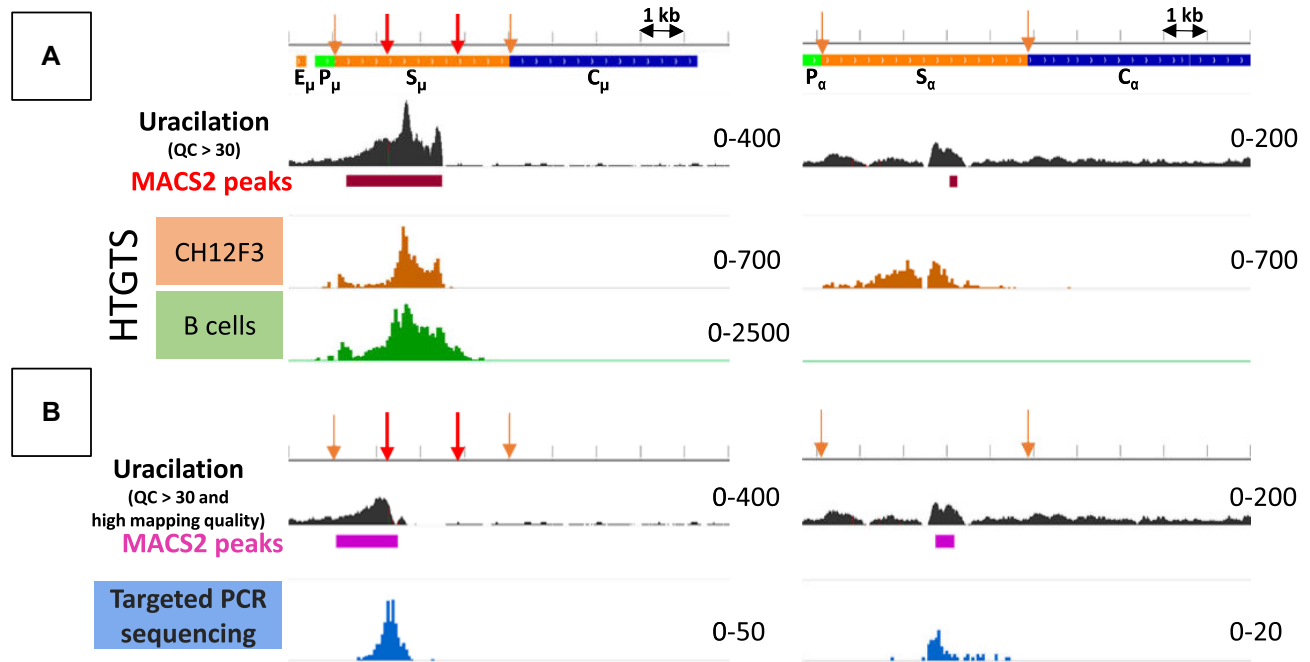 A
1 kb
1 kb
Eμ Pμ Sμ Cμ
Pα Sα Cα
Uracilation
(QC > 30)
0-400
0-200
MACS2 peaks
HTGTS
CH12F3
0-700
0-700
B cells
0-2500
B
Uracilation
(QC > 30 and
high mapping quality)
0-400
0-200
MACS2 peaks
Targeted PCR
sequencing
0-50
0-20